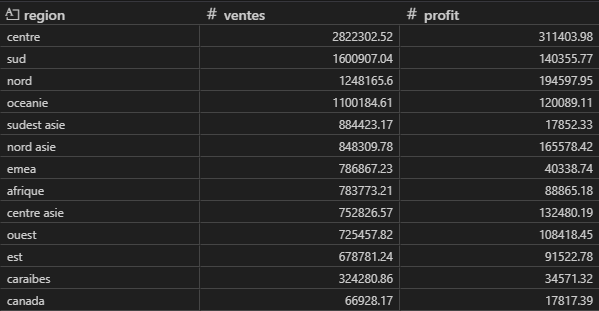 region # ventes # profit
centre 2822302.52 311403.98
sud 1600907.04 140355.77
nord 1248165.6 194597.95
oceanie 1100184.61 120089.11
sudest asie 884423.17 17852.33
nord asie 848309.78 165578.42
emea 786867.23 40338.74
afrique 783773.21 88865.18
centre asie 752826.57 132480.19
ouest 725457.82 108418.45
est 678781.24 91522.78
caraibes 324280.86 34571.32
canada 66928.17 17817.39